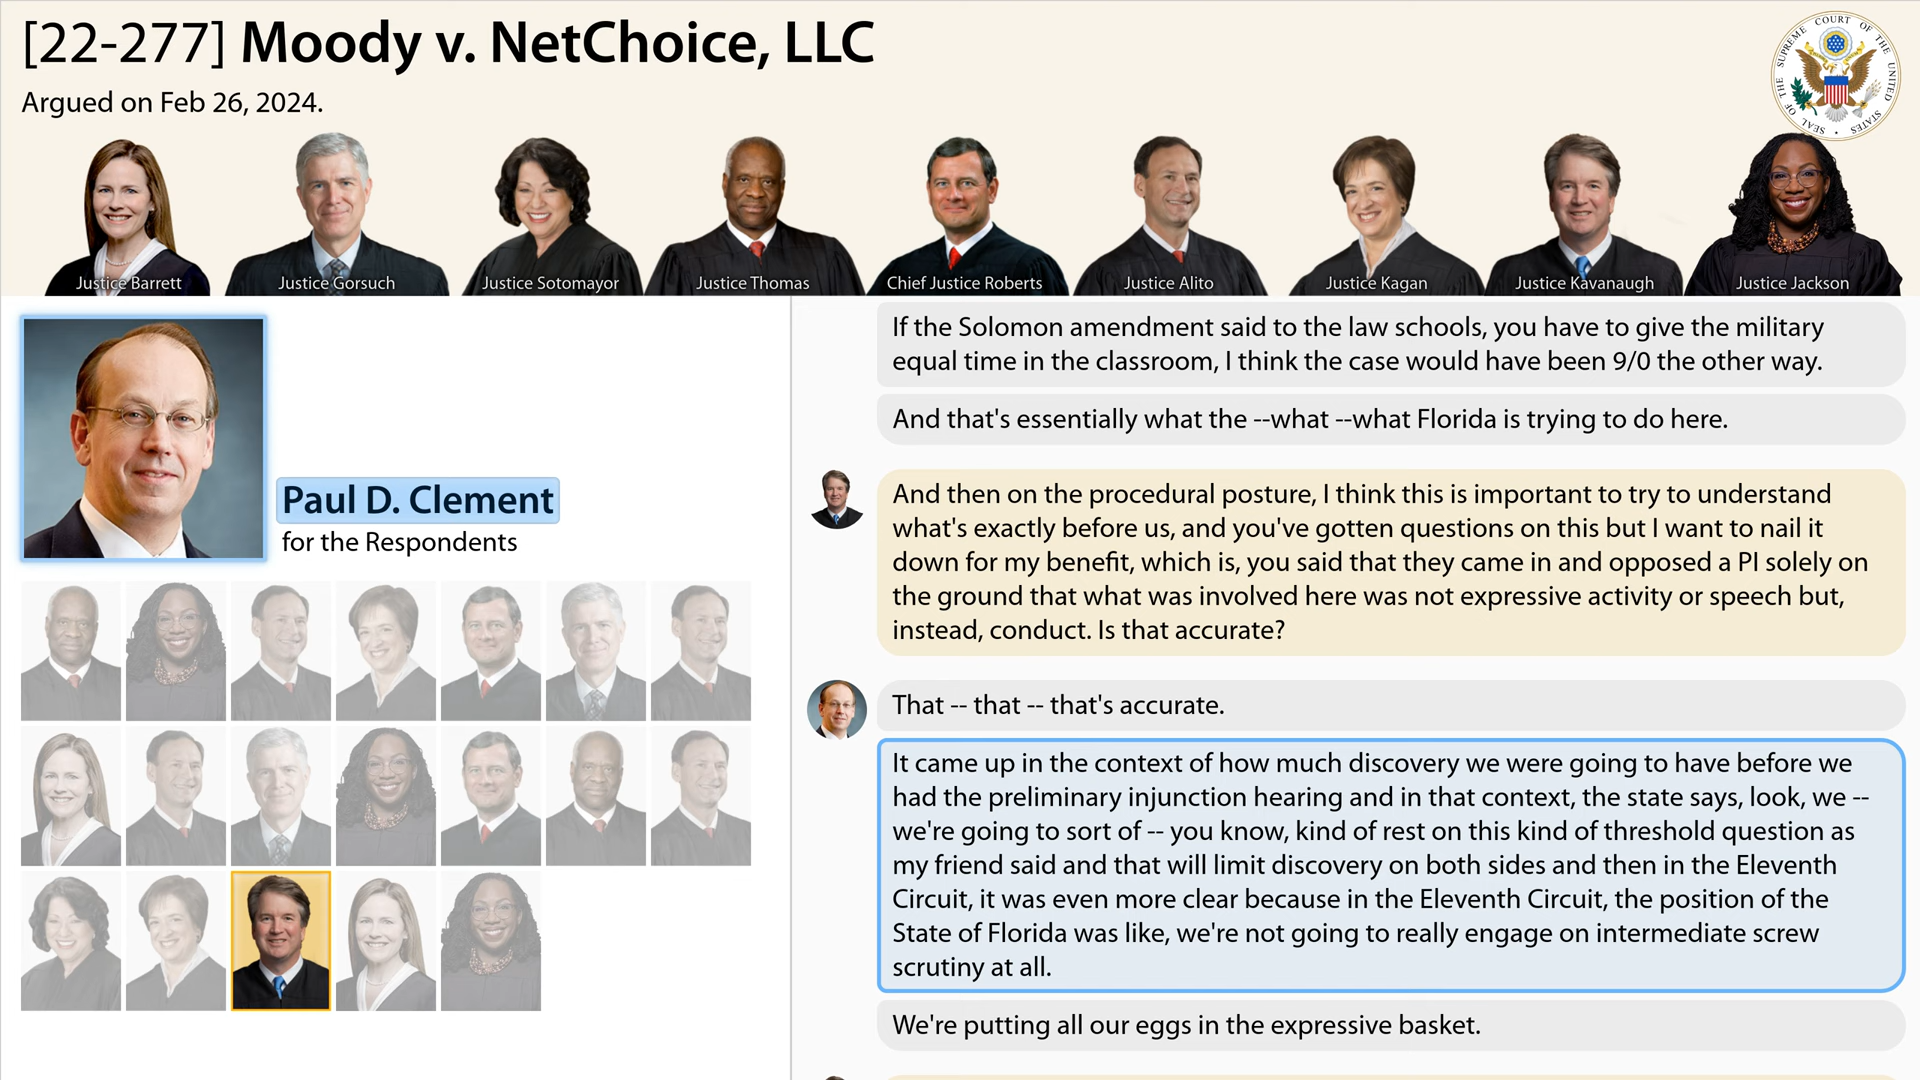 [22-277] Moody v. NetChoice, LLC
Argued on Feb 26, 2024.
SEAL OF THE SUPREME COURT OF THE UNITED STATES
Justice Barrett
Justice Gorsuch
Justice Sotomayor
Justice Thomas
Chief Justice Roberts
Justice Alito
Justice Kagan
Justice Kavanaugh
Justice Jackson
Paul D. Clement
for the Respondents
If the Solomon amendment said to the law schools, you have to give the military
equal time in the classroom, I think the case would have been 9/0 the other way.
And that's essentially what the --what --what Florida is trying to do here.
And then on the procedural posture, I think this is important to try to understand
what's exactly before us, and you've gotten questions on this but I want to nail it
down for my benefit, which is, you said that they came in and opposed a PI solely on
the ground that what was involved here was not expressive activity or speech but,
instead, conduct. Is that accurate?
That -- that -- that's accurate.
It came up in the context of how much discovery we were going to have before we
had the preliminary injunction hearing and in that context, the state says, look, we --
we're going to sort of -- you know, kind of rest on this kind of threshold question as
my friend said and that will limit discovery on both sides and then in the Eleventh
Circuit, it was even more clear because in the Eleventh Circuit, the position of the
State of Florida was like, we're not going to really engage on intermediate screw
scrutiny at all.
We're putting all our eggs in the expressive basket.